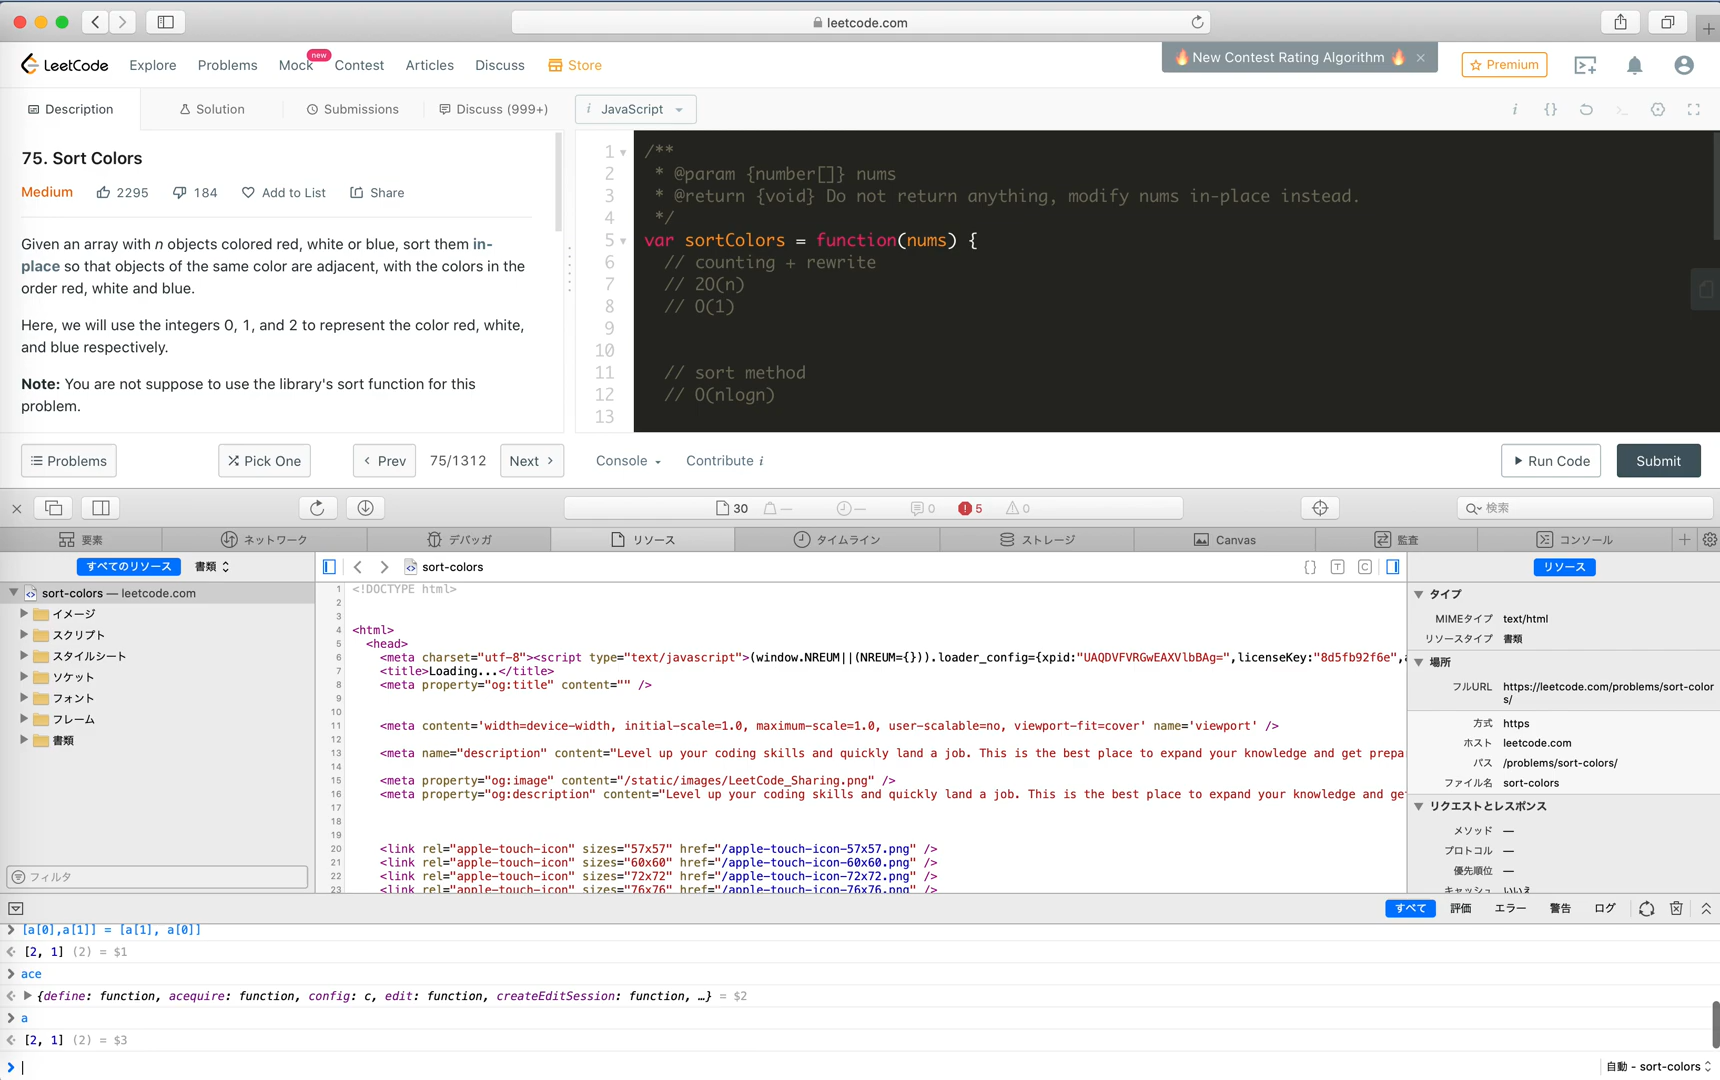 leetcode.com
LeetCode Explore Problems Mock new Contest Articles Discuss Store
🔥New Contest Rating Algorithm 🔥 ×
Premium
Description Solution Submissions Discuss (999+)
i JavaScript
75. Sort Colors
Medium 2295 184 Add to List Share
Given an array with n objects colored red, white or blue, sort them in-
place so that objects of the same color are adjacent, with the colors in the
order red, white and blue.
Here, we will use the integers 0, 1, and 2 to represent the color red, white,
and blue respectively.
Note: You are not suppose to use the library's sort function for this
problem.
1 /**
2 * @param {number[]} nums
3 * @return {void} Do not return anything, modify nums in-place instead.
4 */
5 var sortColors = function(nums) {
6 // counting + rewrite
7 // 2O(n)
8 // O(1)
9
10
11 // sort method
12 // O(nlogn)
13
Problems Pick One Prev 75/1312 Next Console Contribute i Run Code Submit
30 — — 0 5 0 検索
要素 ネットワーク デバッガ リソース タイムライン ストレージ Canvas 監査 コンソール
すべてのリソース 書類 sort-colors リソース
sort-colors — leetcode.com
イメージ
スクリプト
スタイルシート
ソケット
フォント
フレーム
書類
フィルタ
1 <!DOCTYPE html>
2
3
4 <html>
5 <head>
6 <meta charset="utf-8"><script type="text/javascript">(window.NREUM||(NREUM={})).loader_config={xpid:"UAQDVFVRGwEAXVlbBAg=",licenseKey:"8d5fb92f6e",
7 <title>Loading...</title>
8 <meta property="og:title" content="" />
9
10
11 <meta content='width=device-width, initial-scale=1.0, maximum-scale=1.0, user-scalable=no, viewport-fit=cover' name='viewport' />
12
13 <meta name="description" content="Level up your coding skills and quickly land a job. This is the best place to expand your knowledge and get prepa
14
15 <meta property="og:image" content="/static/images/LeetCode_Sharing.png" />
16 <meta property="og:description" content="Level up your coding skills and quickly land a job. This is the best place to expand your knowledge and ge
17
18
19
20 <link rel="apple-touch-icon" sizes="57x57" href="/apple-touch-icon-57x57.png" />
21 <link rel="apple-touch-icon" sizes="60x60" href="/apple-touch-icon-60x60.png" />
22 <link rel="apple-touch-icon" sizes="72x72" href="/apple-touch-icon-72x72.png" />
23 <link rel="apple-touch-icon" sizes="76x76" href="/apple-touch-icon-76x76.png" />
タイプ
MIMEタイプ text/html
リソースタイプ 書類
場所
フルURL https://leetcode.com/problems/sort-color
s/
方式 https
ホスト leetcode.com
パス /problems/sort-colors/
ファイル名 sort-colors
リクエストとレスポンス
メソッド —
プロトコル —
優先順位 —
キャッシュ いいえ
すべて 評価 エラー 警告 ログ
[a[0],a[1]] = [a[1], a[0]]
[2, 1] (2) = $1
ace
{define: function, acequire: function, config: c, edit: function, createEditSession: function, …} = $2
a
[2, 1] (2) = $3
自動 - sort-colors